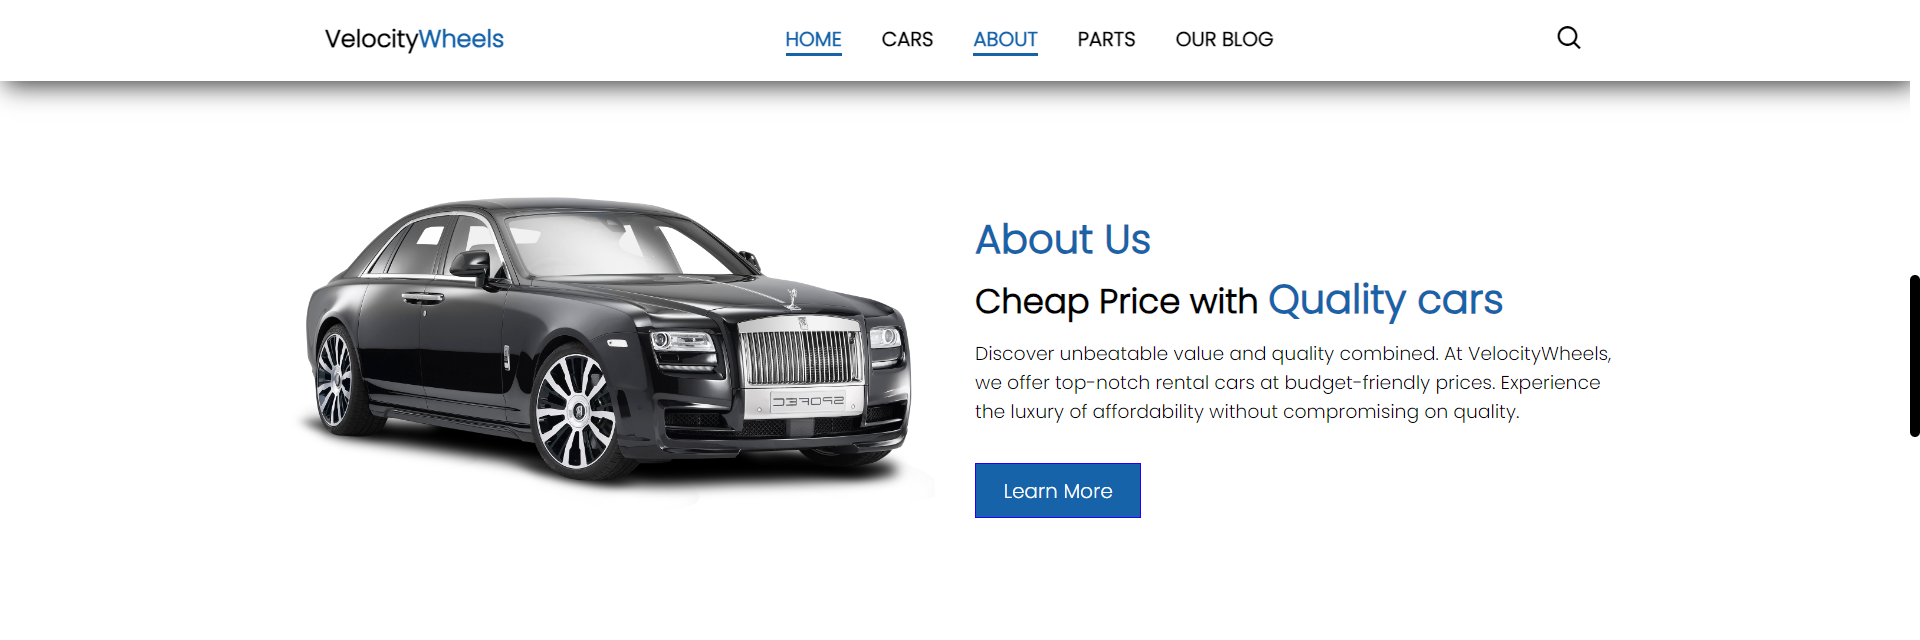 VelocityWheels
HOME CARS ABOUT PARTS OUR BLOG
About Us
Cheap Price with Quality cars
Discover unbeatable value and quality combined. At VelocityWheels,
we offer top-notch rental cars at budget-friendly prices. Experience
the luxury of affordability without compromising on quality.
SPOFEC
Learn More